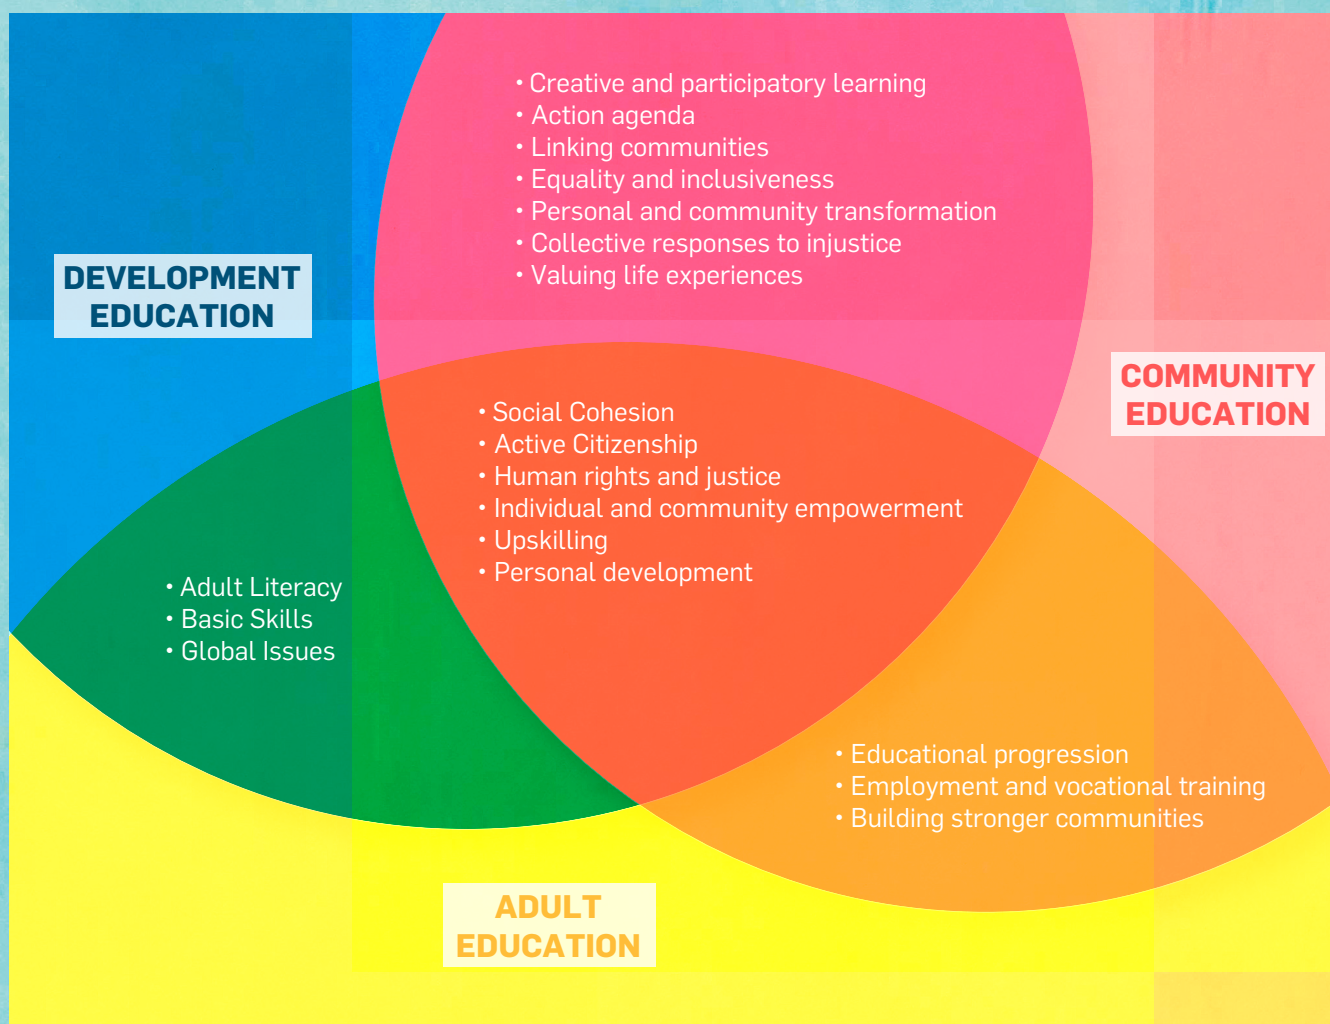 • Creative and participatory learning
• Action agenda
• Linking communities
• Equality and inclusiveness
• Personal and community transformation
• Collective responses to injustice
• Valuing life experiences
DEVELOPMENT
EDUCATION
COMMUNITY
EDUCATION
• Social Cohesion
• Active Citizenship
• Human rights and justice
• Individual and community empowerment
• Upskilling
• Personal development
• Adult Literacy
• Basic Skills
• Global Issues
• Educational progression
• Employment and vocational training
• Building stronger communities
ADULT
EDUCATION